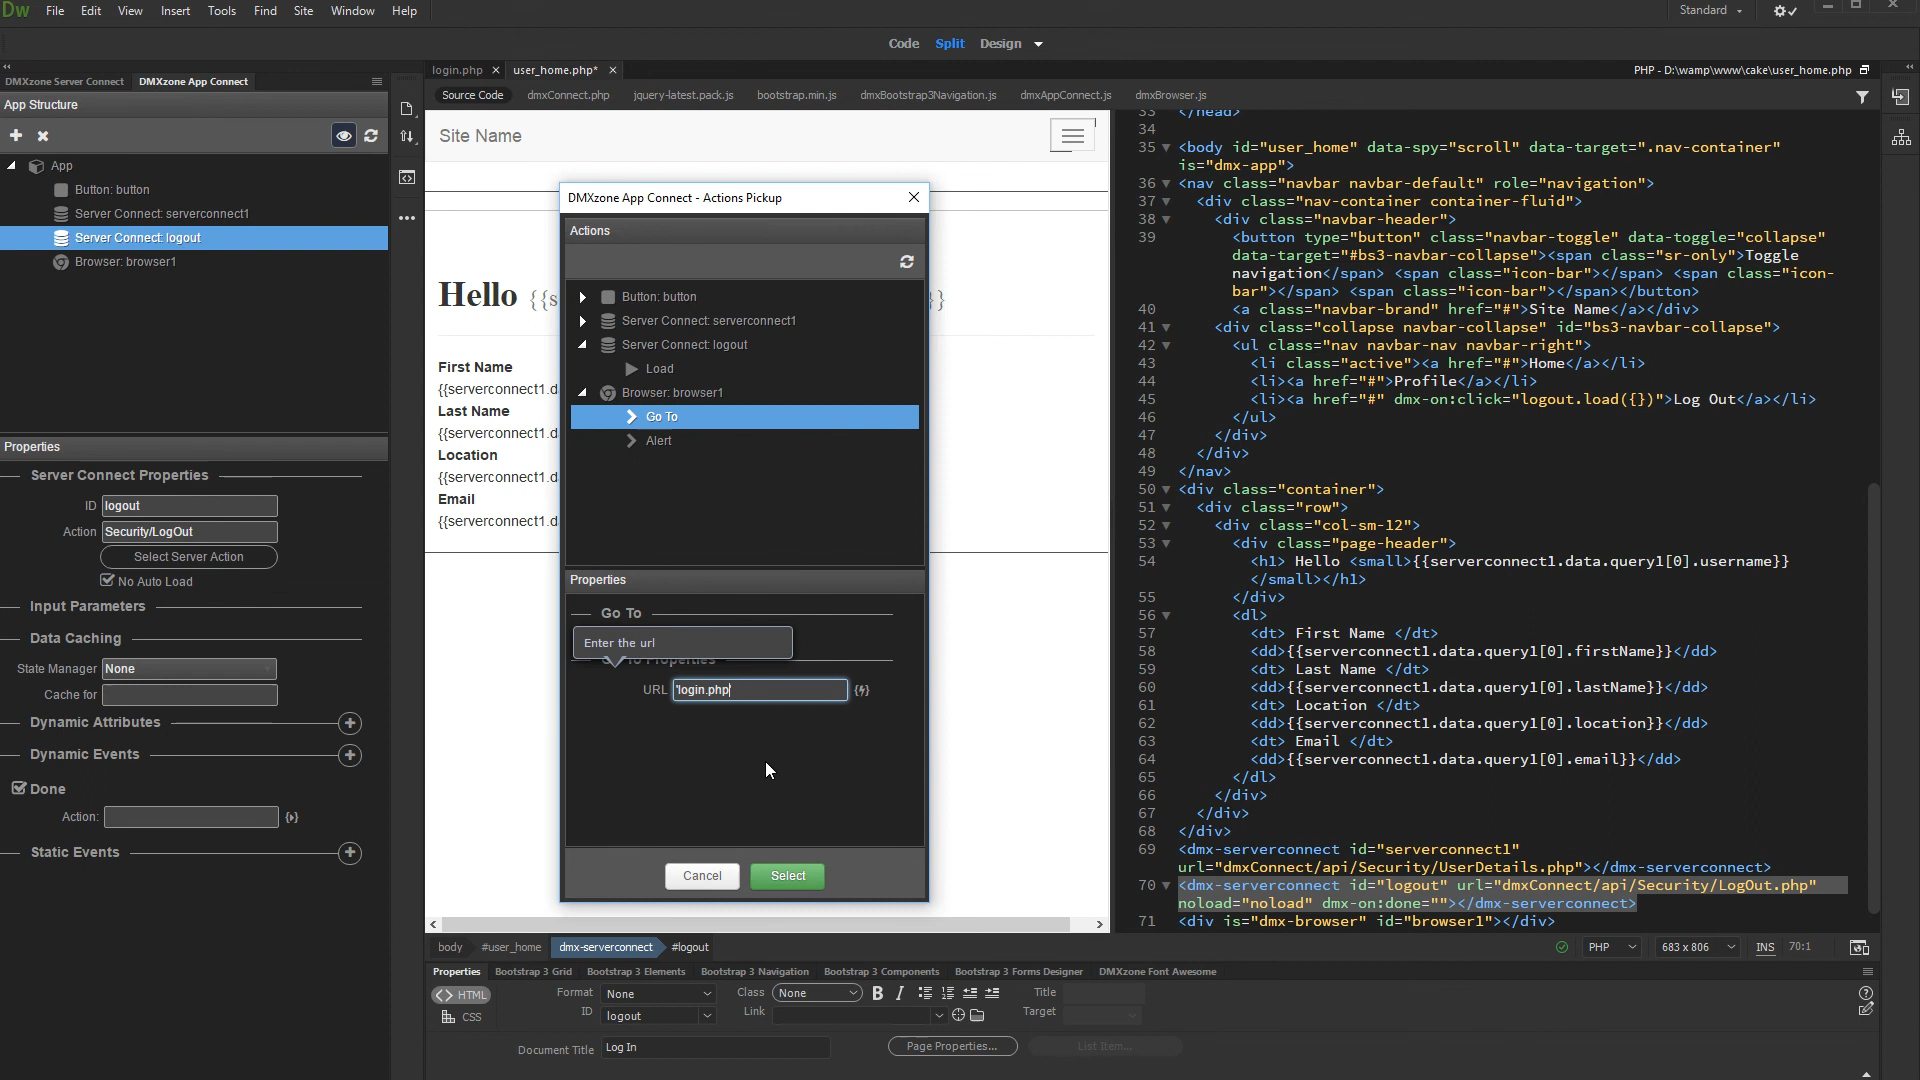 Dw File Edit View Insert Tools Find Site Window Help
Standard
Code Split Design
DMXzone Server Connect DMXzone App Connect
App Structure
App
Button: button
Server Connect: serverconnect1
Server Connect: logout
Browser: browser1
Properties
Server Connect Properties
ID logout
Action Security/LogOut
Select Server Action
No Auto Load
Input Parameters
Data Caching
State Manager None
Cache for
Dynamic Attributes
Dynamic Events
Done
Action:
Static Events
login.php user_home.php*
PHP - D:\wamp\www\cake\user_home.php
Source Code dmxConnect.php jquery-latest.pack.js bootstrap.min.js dmxBootstrap3Navigation.js dmxAppConnect.js dmxBrowser.js
Site Name
Hello {{s
}}
First Name
{{serverconnect1.d
Last Name
{{serverconnect1.d
Location
{{serverconnect1.d
Email
{{serverconnect1.d
DMXzone App Connect - Actions Pickup
Actions
Button: button
Server Connect: serverconnect1
Server Connect: logout
Load
Browser: browser1
Go To
Alert
Properties
Go To
Enter the url
Go To Properties
URL 'login.php
Cancel Select
33 </head>
34
35 <body id="user_home" data-spy="scroll" data-target=".nav-container"
is="dmx-app">
36 <nav class="navbar navbar-default" role="navigation">
37 <div class="nav-container container-fluid">
38 <div class="navbar-header">
39 <button type="button" class="navbar-toggle" data-toggle="collapse"
data-target="#bs3-navbar-collapse"><span class="sr-only">Toggle
navigation</span> <span class="icon-bar"></span> <span class="icon-
bar"></span> <span class="icon-bar"></span></button>
40 <a class="navbar-brand" href="#">Site Name</a></div>
41 <div class="collapse navbar-collapse" id="bs3-navbar-collapse">
42 <ul class="nav navbar-nav navbar-right">
43 <li class="active"><a href="#">Home</a></li>
44 <li><a href="#">Profile</a></li>
45 <li><a href="#" dmx-on:click="logout.load({})">Log Out</a></li>
46 </ul>
47 </div>
48 </div>
49 </nav>
50 <div class="container">
51 <div class="row">
52 <div class="col-sm-12">
53 <div class="page-header">
54 <h1> Hello <small>{{serverconnect1.data.query1[0].username}}
</small></h1>
55 </div>
56 <dl>
57 <dt> First Name </dt>
58 <dd>{{serverconnect1.data.query1[0].firstName}}</dd>
59 <dt> Last Name </dt>
60 <dd>{{serverconnect1.data.query1[0].lastName}}</dd>
61 <dt> Location </dt>
62 <dd>{{serverconnect1.data.query1[0].location}}</dd>
63 <dt> Email </dt>
64 <dd>{{serverconnect1.data.query1[0].email}}</dd>
65 </dl>
66 </div>
67 </div>
68 </div>
69 <dmx-serverconnect id="serverconnect1"
url="dmxConnect/api/Security/UserDetails.php"></dmx-serverconnect>
70 <dmx-serverconnect id="logout" url="dmxConnect/api/Security/LogOut.php"
noload="noload" dmx-on:done=""></dmx-serverconnect>
71 <div is="dmx-browser" id="browser1"></div>
body #user_home dmx-serverconnect #logout
PHP 683 x 806 INS 70:1
Properties Bootstrap 3 Grid Bootstrap 3 Elements Bootstrap 3 Navigation Bootstrap 3 Components Bootstrap 3 Forms Designer DMXzone Font Awesome
<> HTML Format None Class None B I Title
CSS ID logout Link Target
Document Title Log In Page Properties... List Item...